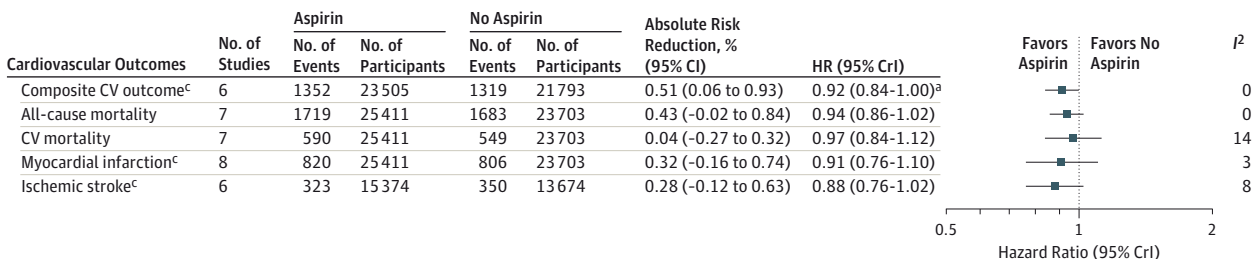 Aspirin No Aspirin Absolute Risk
Reduction, %
(95% CI)
No. of
Studies No. of
Events No. of
Participants No. of
Events No. of
Participants Favors
Aspirin Favors No
Aspirin I2
Cardiovascular Outcomes HR (95% CrI)
Composite CV outcomec 6 1352 23505 1319 21793 0.51 (0.06 to 0.93) 0.92 (0.84-1.00)a 0
All-cause mortality 7 1719 25411 1683 23703 0.43 (-0.02 to 0.84) 0.94 (0.86-1.02) 0
CV mortality 7 590 25411 549 23703 0.04 (-0.27 to 0.32) 0.97 (0.84-1.12) 14
Myocardial infarctionc 8 820 25411 806 23703 0.32 (-0.16 to 0.74) 0.91 (0.76-1.10) 3
Ischemic strokec 6 323 15374 350 13674 0.28 (-0.12 to 0.63) 0.88 (0.76-1.02) 8
0.5 1 2
Hazard Ratio (95% CrI)